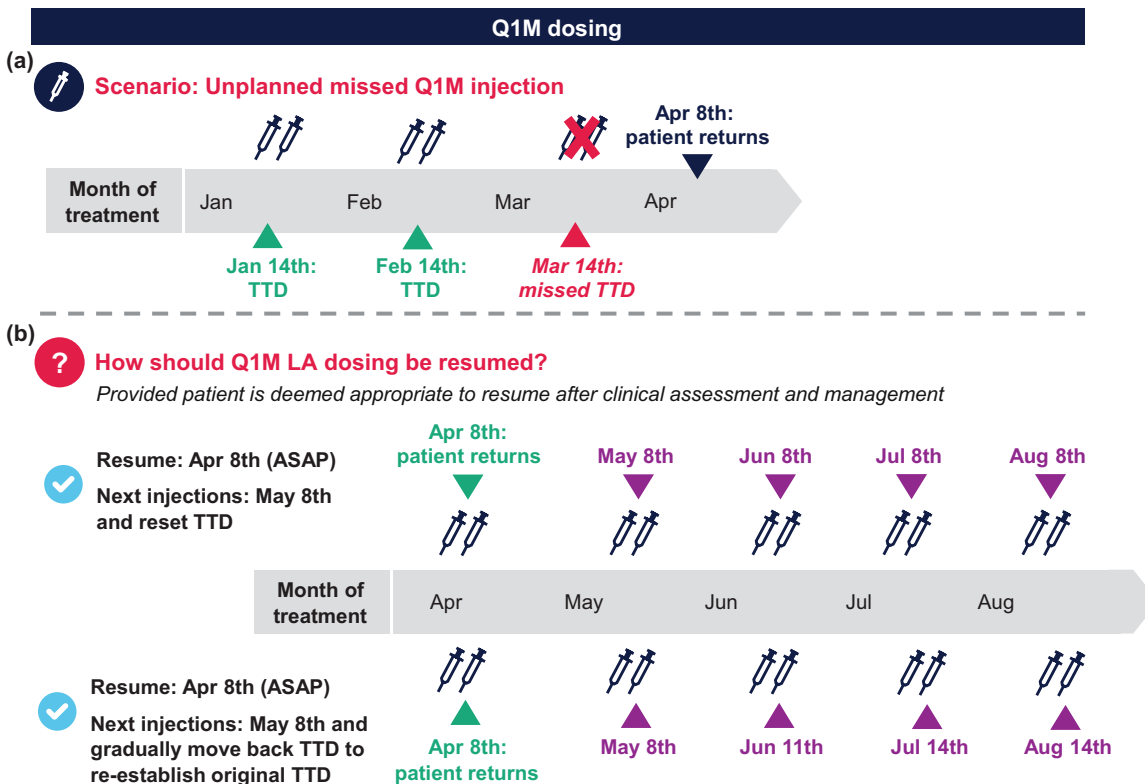 Q1M dosing
(a)
Scenario: Unplanned missed Q1M injection
Apr 8th:
patient returns
Month of
treatment
Jan
Feb
Mar
Apr
Jan 14th:
TTD
Feb 14th:
TTD
Mar 14th:
missed TTD
(b)
?
How should Q1M LA dosing be resumed?
Provided patient is deemed appropriate to resume after clinical assessment and management
Resume: Apr 8th (ASAP)
Next injections: May 8th
and reset TTD
Apr 8th:
patient returns
May 8th
Jun 8th
Jul 8th
Aug 8th
Month of
treatment
Apr
May
Jun
Jul
Aug
Resume: Apr 8th (ASAP)
Next injections: May 8th and
gradually move back TTD to
re-establish original TTD
Apr 8th:
patient returns
May 8th
Jun 11th
Jul 14th
Aug 14th